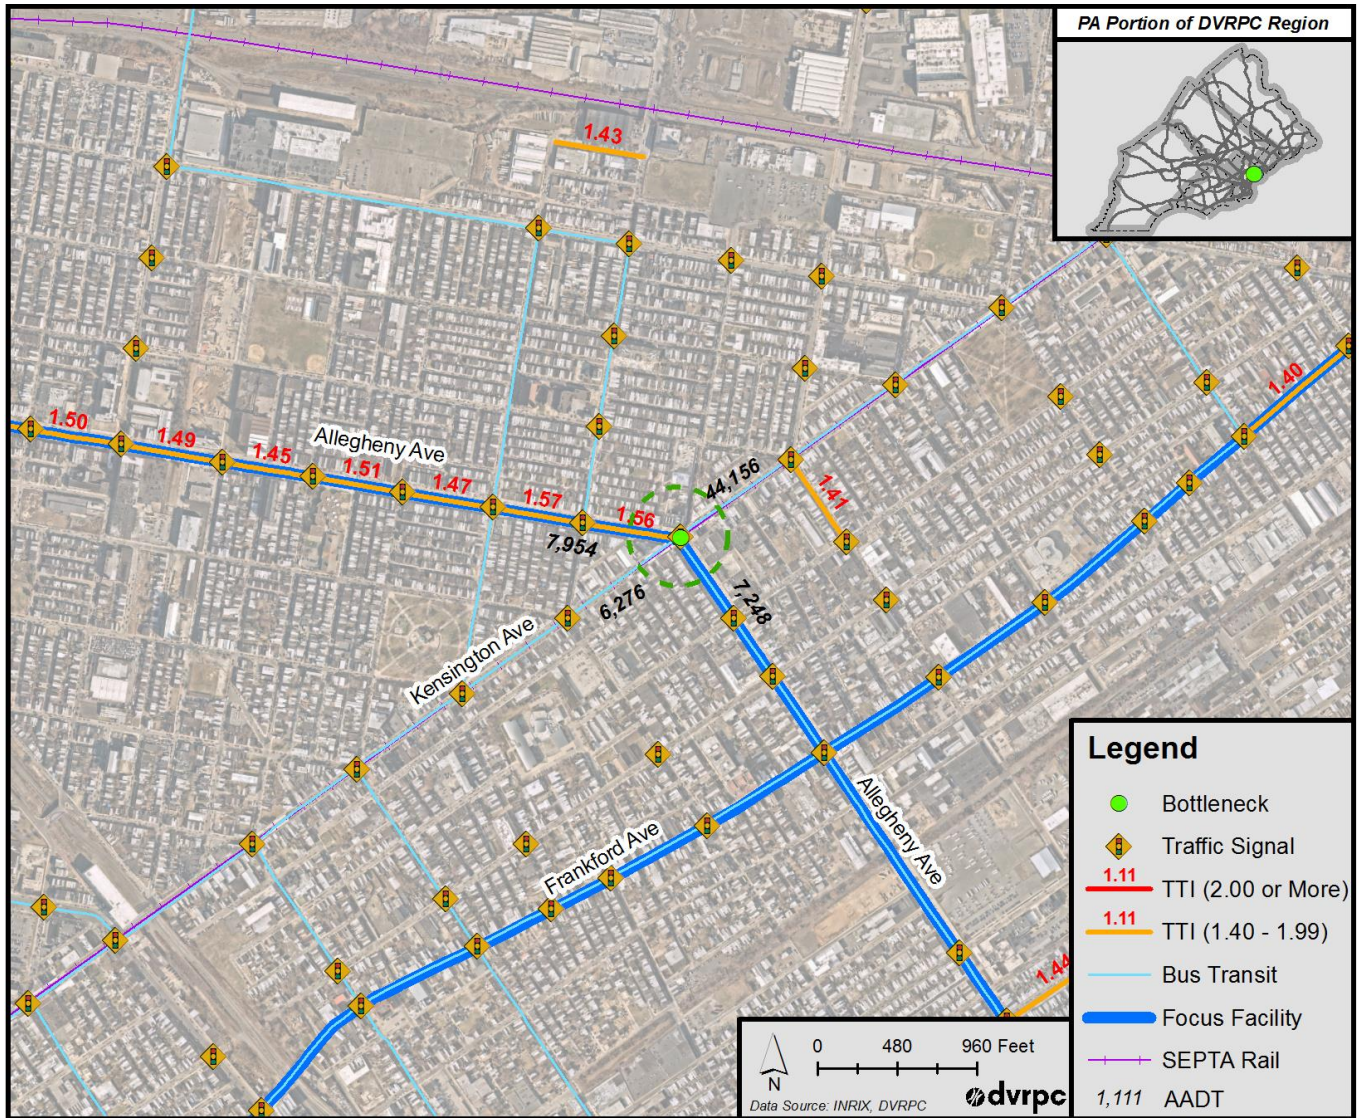 PA Portion of DVRPC Region
1.43
1.40
1.50
1.49
1.45
1.51
1.47
1.57
1.56
Allegheny Ave
44,156
1.41
7,954
6,276
7,248
Kensington Ave
Frankford Ave
Allegheny Ave
1.44
Legend
Bottleneck
Traffic Signal
1.11 TTI (2.00 or More)
1.11 TTI (1.40 - 1.99)
Bus Transit
Focus Facility
SEPTA Rail
1,111 AADT
0 480 960 Feet
N
dvrpc
Data Source: INRIX, DVRPC